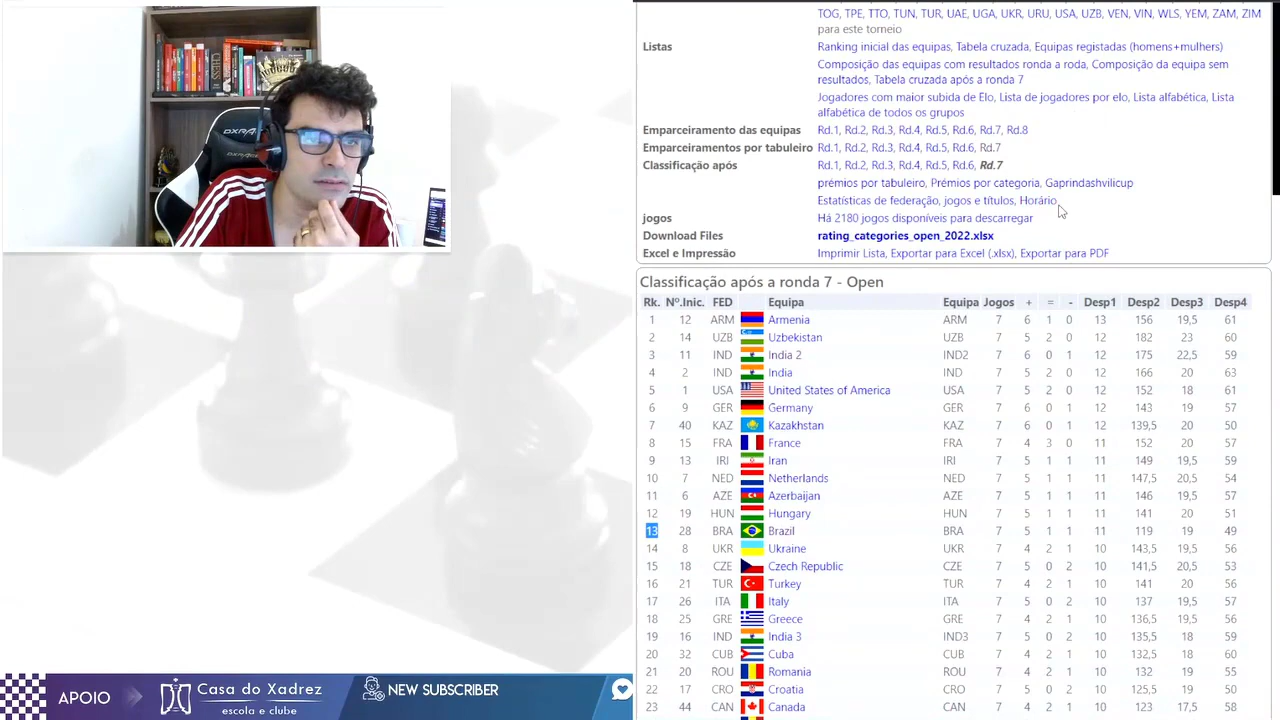 TOG, TPE, TTO, TUN, TUR, UAE, UGA, UKR, URU, USA, UZB, VEN, VIN, WLS, YEM, ZAM, ZIM
para este torneio
Listas Ranking inicial das equipas, Tabela cruzada, Equipas registadas (homens+mulhers)
Composição das equipas com resultados ronda a roda, Composição da equipa sem
resultados, Tabela cruzada após a ronda 7
Jogadores com maior subida de Elo, Lista de jogadores por elo, Lista alfabética, Lista
alfabética de todos os grupos
Emparceiramento das equipas Rd.1, Rd.2, Rd.3, Rd.4, Rd.5, Rd.6, Rd.7, Rd.8
Emparceiramentos por tabuleiro Rd.1, Rd.2, Rd.3, Rd.4, Rd.5, Rd.6, Rd.7
Classificação após Rd.1, Rd.2, Rd.3, Rd.4, Rd.5, Rd.6, Rd.7
prémios por tabuleiro, Prémios por categoria, Gaprindashvilicup
Estatísticas de federação, jogos e títulos, Horário
jogos Há 2180 jogos disponíveis para descarregar
Download Files rating_categories_open_2022.xlsx
Excel e Impressão Imprimir Lista, Exportar para Excel (.xlsx), Exportar para PDF
Classificação após a ronda 7 - Open
Rk. Nº.Inic. FED Equipa Equipa Jogos + = - Desp1 Desp2 Desp3 Desp4
1 12 ARM Armenia ARM 7 6 1 0 13 156 19,5 61
2 14 UZB Uzbekistan UZB 7 5 2 0 12 182 23 60
3 11 IND India 2 IND2 7 6 0 1 12 175 22,5 59
4 2 IND India IND 7 5 2 0 12 166 20 63
5 1 USA United States of America USA 7 5 2 0 12 152 18 61
6 9 GER Germany GER 7 6 0 1 12 143 19 57
7 40 KAZ Kazakhstan KAZ 7 6 0 1 12 139,5 20 50
8 15 FRA France FRA 7 4 3 0 11 152 20 57
9 13 IRI Iran IRI 7 5 1 1 11 149 19,5 59
10 7 NED Netherlands NED 7 5 1 1 11 147,5 20,5 54
11 6 AZE Azerbaijan AZE 7 5 1 1 11 146 19,5 57
12 19 HUN Hungary HUN 7 5 1 1 11 141 20 51
13 28 BRA Brazil BRA 7 5 1 1 11 119 19 49
14 8 UKR Ukraine UKR 7 4 2 1 10 143,5 19,5 56
15 18 CZE Czech Republic CZE 7 5 0 2 10 141,5 20,5 53
16 21 TUR Turkey TUR 7 4 2 1 10 141 20 56
17 26 ITA Italy ITA 7 5 0 2 10 137 19,5 57
18 25 GRE Greece GRE 7 4 2 1 10 136,5 19,5 56
19 16 IND India 3 IND3 7 5 0 2 10 135,5 18 59
20 32 CUB Cuba CUB 7 4 2 1 10 132,5 18 60
21 20 ROU Romania ROU 7 4 2 1 10 132 19 55
22 17 CRO Croatia CRO 7 5 0 2 10 125,5 19 50
23 44 CAN Canada CAN 7 4 2 1 10 123 17,5 58
APOIO
Casa do Xadrez
escola e clube
NEW SUBSCRIBER